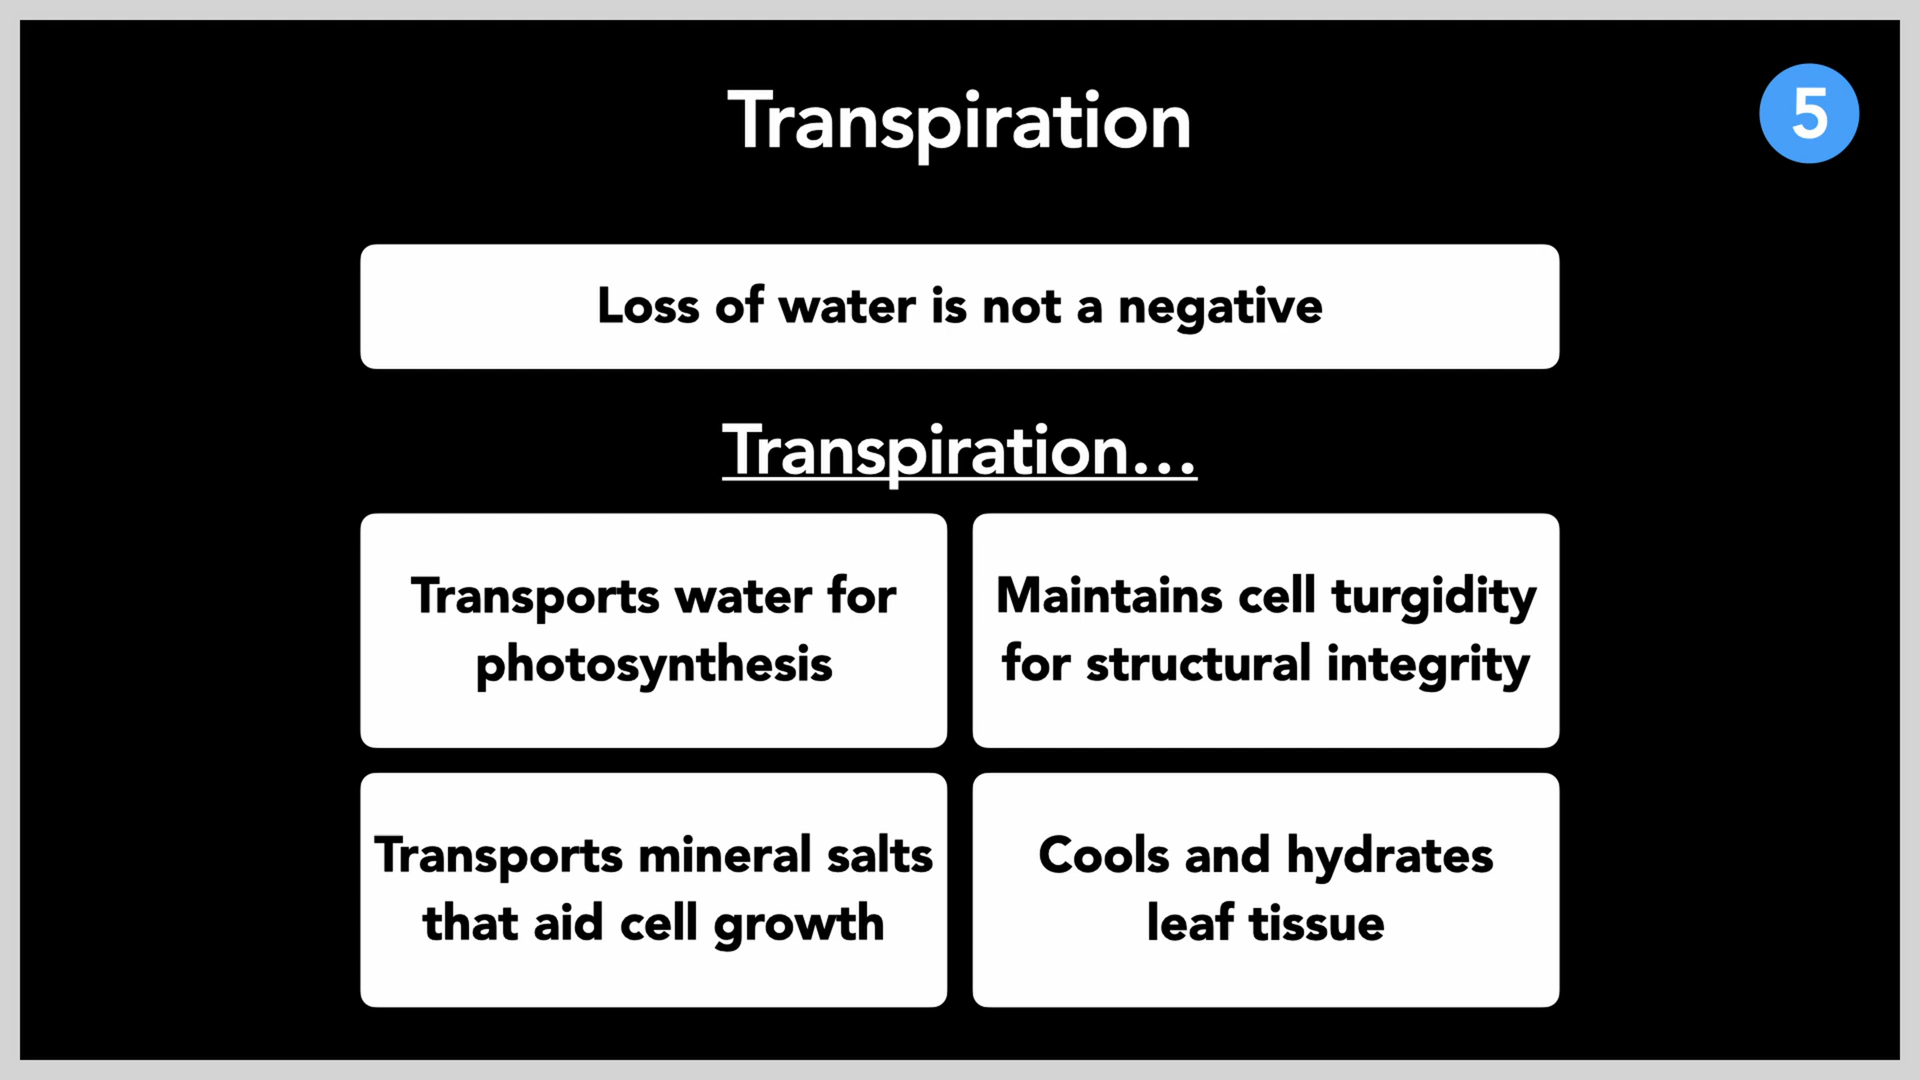 Transpiration
5
Loss of water is not a negative
Transpiration...
Transports water for
photosynthesis
Maintains cell turgidity
for structural integrity
Transports mineral salts
that aid cell growth
Cools and hydrates
leaf tissue